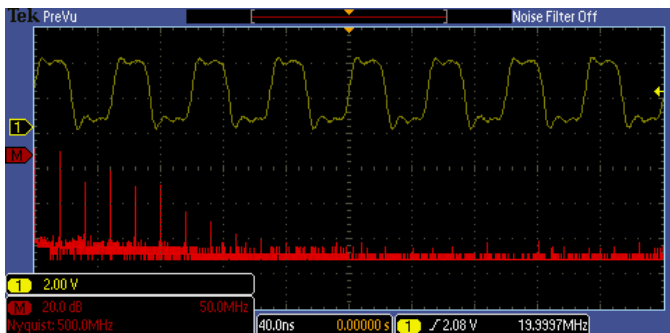 Tek PreVu Noise Filter Off
1
M
1 2.00 V
M 20.0 dB 50.0MHz
Nyquist: 500.0MHz
40.0ns 0.00000 s 1 2.08 V 19.9997MHz